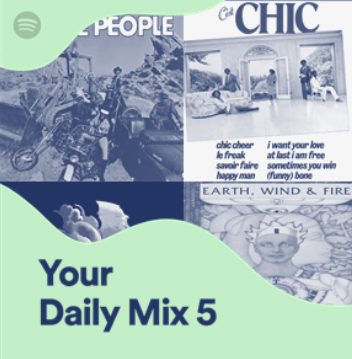 E PEOPLE
C'est
CHIC
chic cheer
le freak
savoir faire
happy man
i want your love
at last i am free
sometimes you win
(funny) bone
EARTH, WIND & FIRE
Your
Daily Mix 5